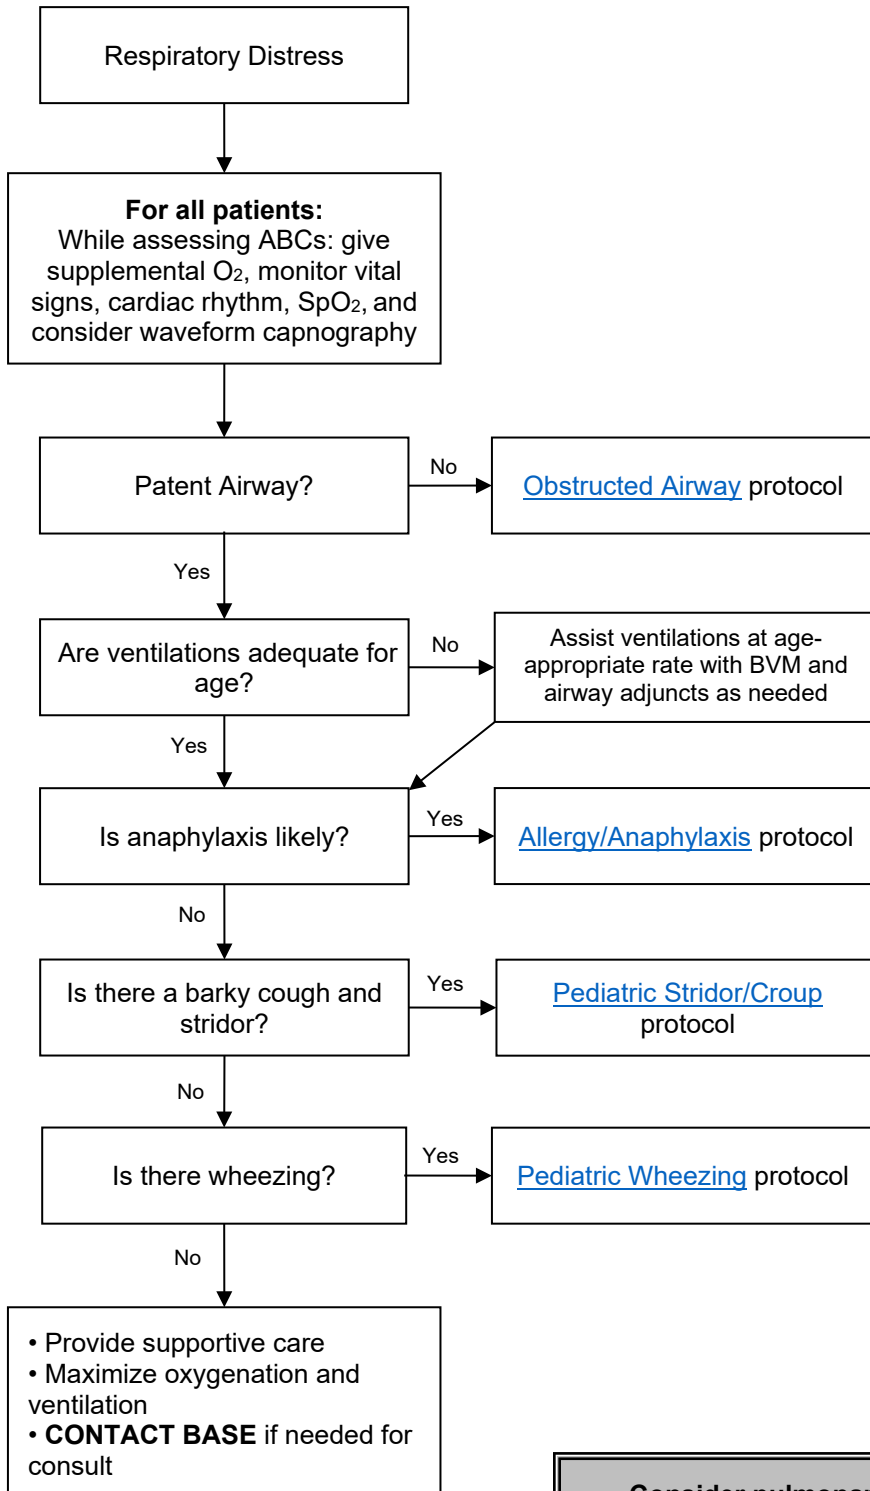 Respiratory Distress
For all patients:
While assessing ABCs: give
supplemental O₂, monitor vital
signs, cardiac rhythm, SpO₂, and
consider waveform capnography
Patent Airway?
No
Obstructed Airway protocol
Yes
Are ventilations adequate for
age?
No
Assist ventilations at age-
appropriate rate with BVM and
airway adjuncts as needed
Yes
Is anaphylaxis likely?
Yes
Allergy/Anaphylaxis protocol
No
Is there a barky cough and
stridor?
Yes
Pediatric Stridor/Croup
protocol
No
Is there wheezing?
Yes
Pediatric Wheezing protocol
No
• Provide supportive care
• Maximize oxygenation and
ventilation
• CONTACT BASE if needed for
consult
Consider